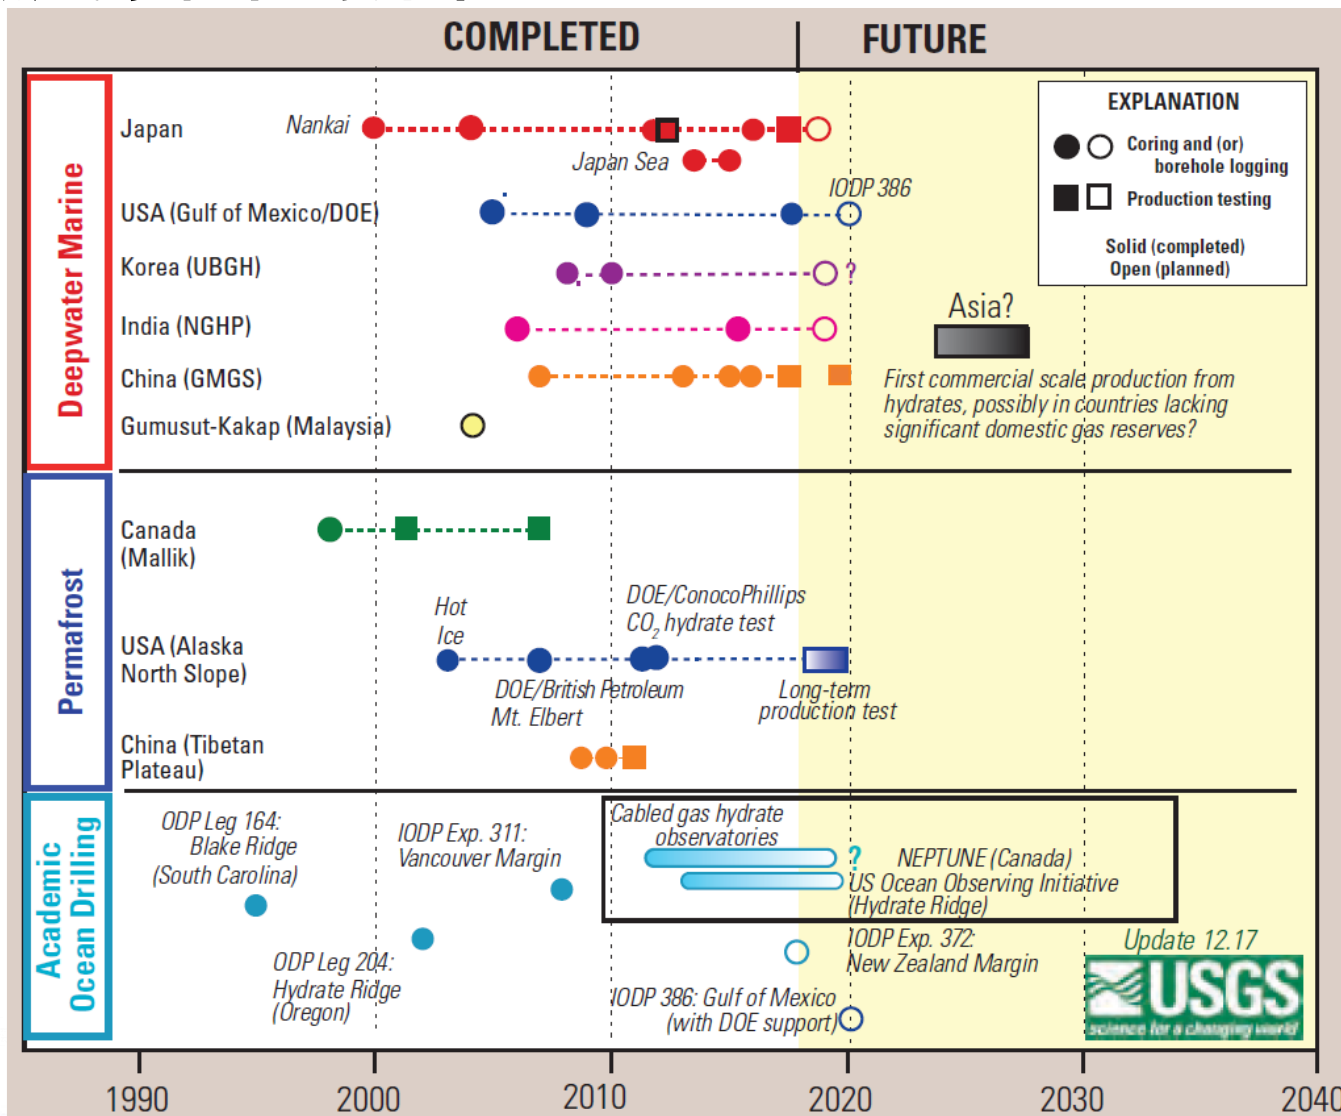 COMPLETED
FUTURE
Deepwater Marine
Japan
Nankai
Japan Sea
USA (Gulf of Mexico/DOE)
IODP 386
Korea (UBGH)
?
India (NGHP)
China (GMGS)
Gumusut-Kakap (Malaysia)
EXPLANATION
Coring and (or)
borehole logging
Production testing
Solid (completed)
Open (planned)
Asia?
First commercial scale production from
hydrates, possibly in countries lacking
significant domestic gas reserves?
Permafrost
Canada
(Mallik)
USA (Alaska
North Slope)
Hot
Ice
DOE/ConocoPhillips
CO2 hydrate test
DOE/British Petroleum
Mt. Elbert
Long-term
production test
China (Tibetan
Plateau)
Academic
Ocean Drilling
ODP Leg 164:
Blake Ridge
(South Carolina)
IODP Exp. 311:
Vancouver Margin
ODP Leg 204:
Hydrate Ridge
(Oregon)
Cabled gas hydrate
observatories
?
NEPTUNE (Canada)
US Ocean Observing Initiative
(Hydrate Ridge)
IODP Exp. 372:
New Zealand Margin
IODP 386: Gulf of Mexico
(with DOE support)
Update 12.17
USGS
science for a changing world
1990
2000
2010
2020
2030
2040